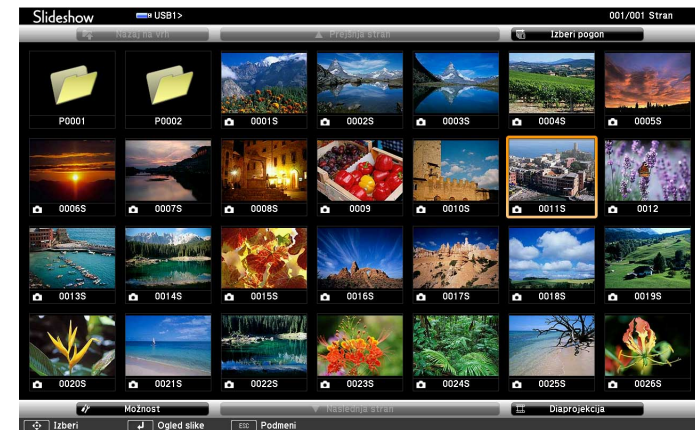 Slideshow USB1> 001/001 Stran
Nazaj na vrh Prejšnja stran Izberi pogon
P0001 P0002 0001S 0002S 0003S 0004S 0005S
0006S 0007S 0008S 0009 0010S 0011S 0012
0013S 0014S 0015S 0016S 0017S 0018S 0019S
0020S 0021S 0022S 0023S 0024S 0025S 0026S
Možnost Naslednja stran Diaprojekcija
Izberi Ogled slike ESC Podmeni